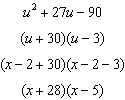 u² + 27u − 90
(u + 30)(u − 3)
(x − 2 + 30)(x − 2 − 3)
(x + 28)(x − 5)